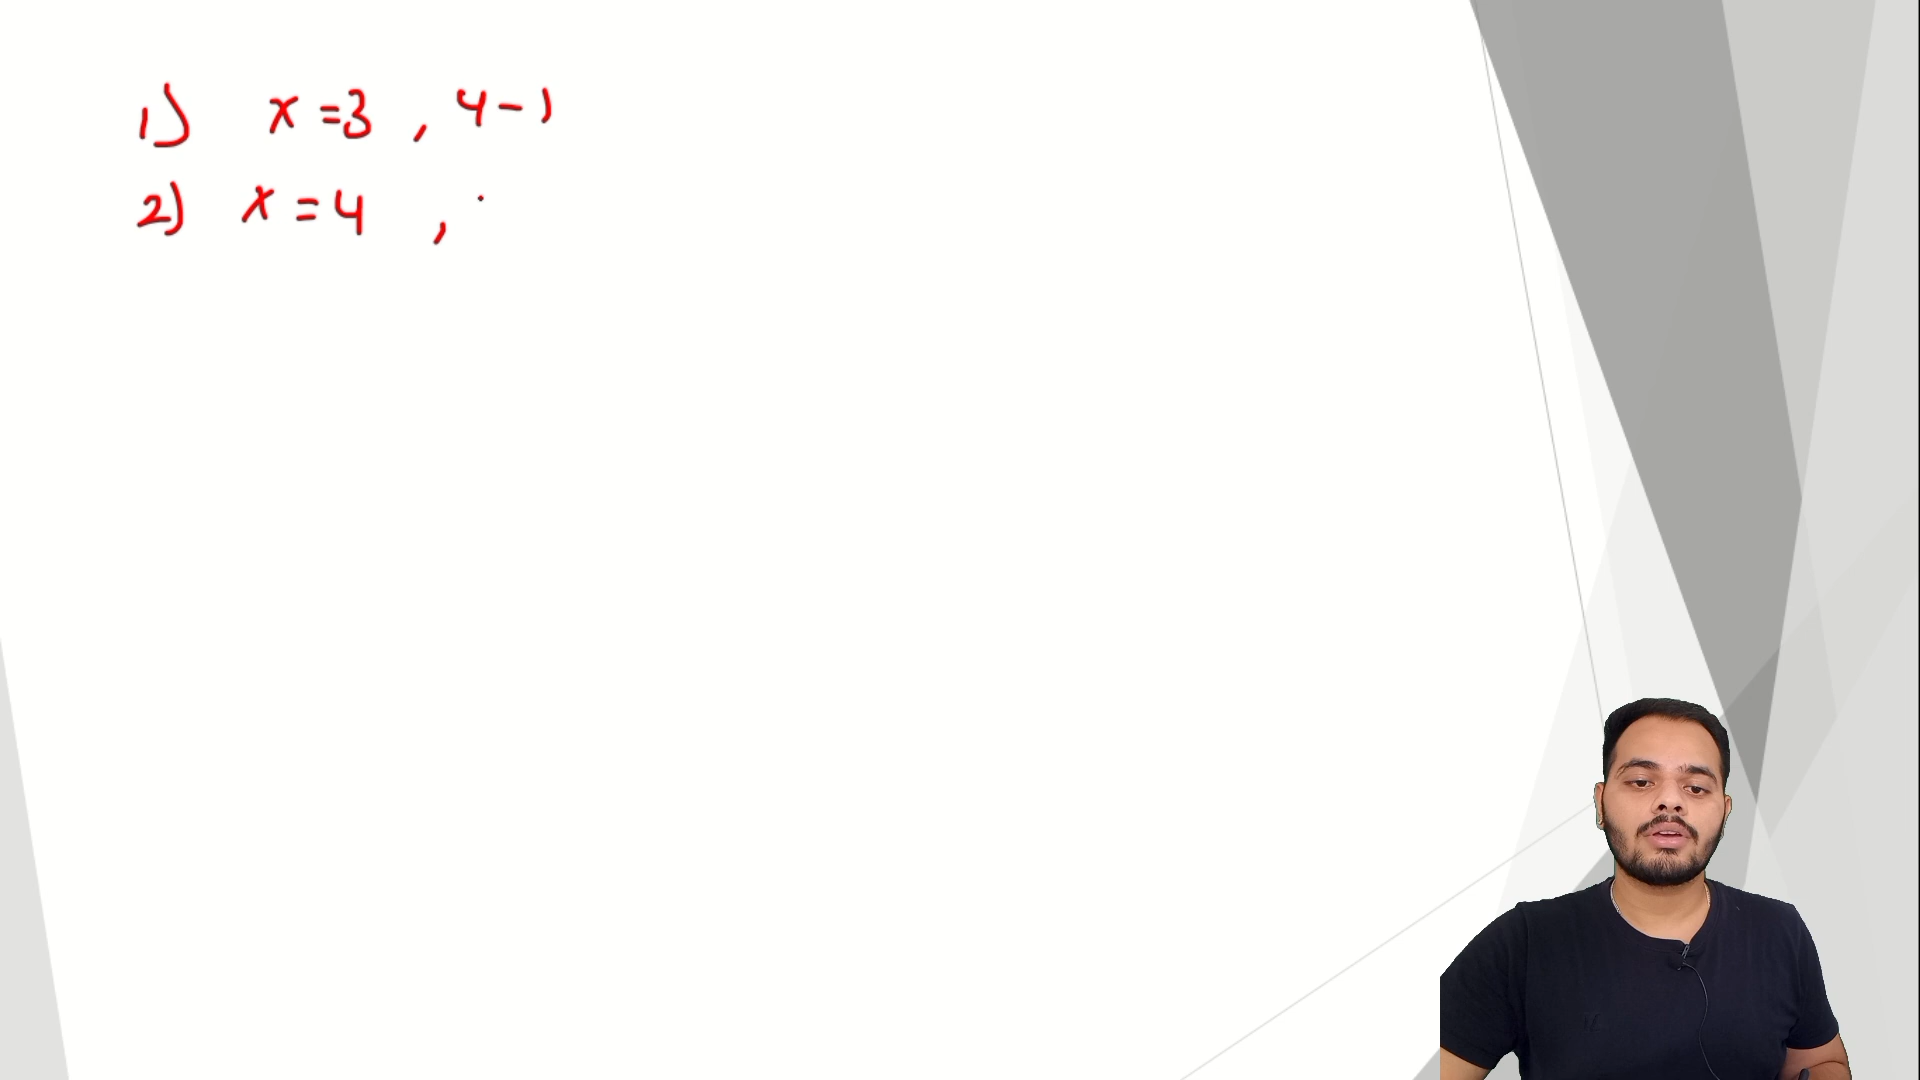 1) x = 3 , 4 - 1
2) x = 4 ,